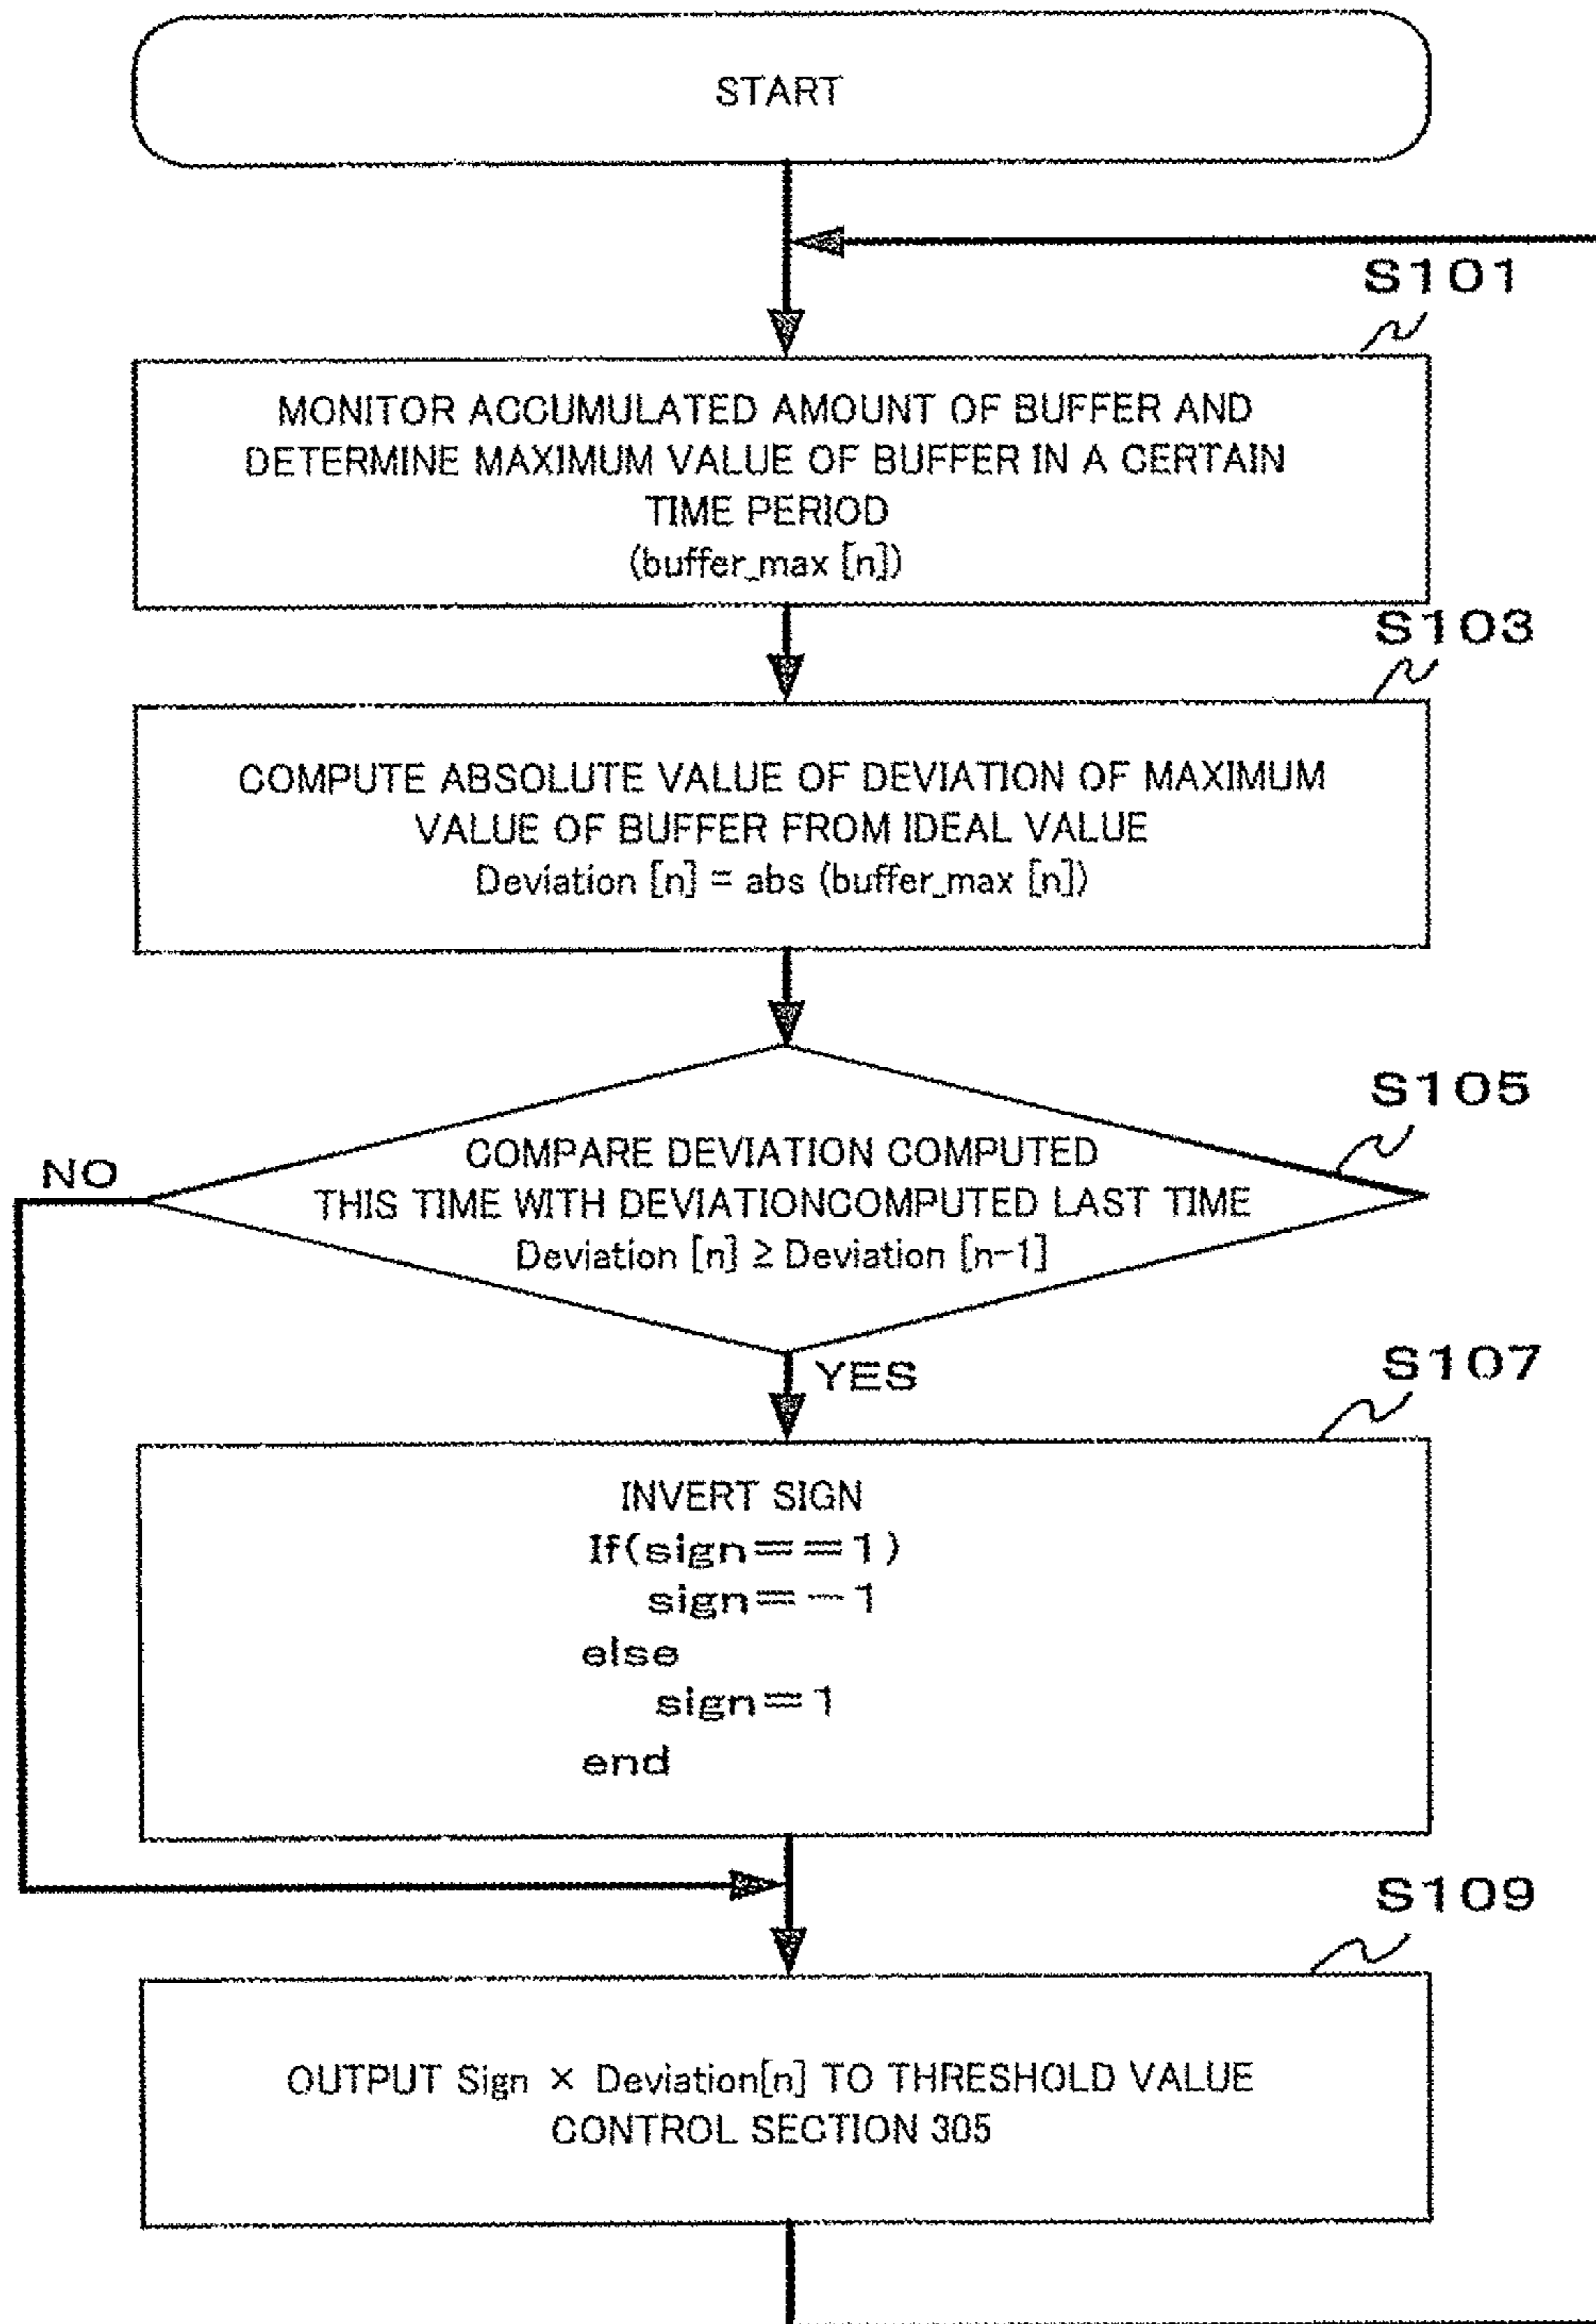 START
S101
MONITOR ACCUMULATED AMOUNT OF BUFFER AND
DETERMINE MAXIMUM VALUE OF BUFFER IN A CERTAIN
TIME PERIOD
(buffer_max [n])
S103
COMPUTE ABSOLUTE VALUE OF DEVIATION OF MAXIMUM
VALUE OF BUFFER FROM IDEAL VALUE
Deviation [n] = abs (buffer_max [n])
S105
COMPARE DEVIATION COMPUTED
THIS TIME WITH DEVIATIONCOMPUTED LAST TIME
Deviation [n] ≥ Deviation [n-1]
NO
YES
S107
INVERT SIGN
If(sign==1)
sign=-1
else
sign=1
end
S109
OUTPUT Sign × Deviation[n] TO THRESHOLD VALUE
CONTROL SECTION 305